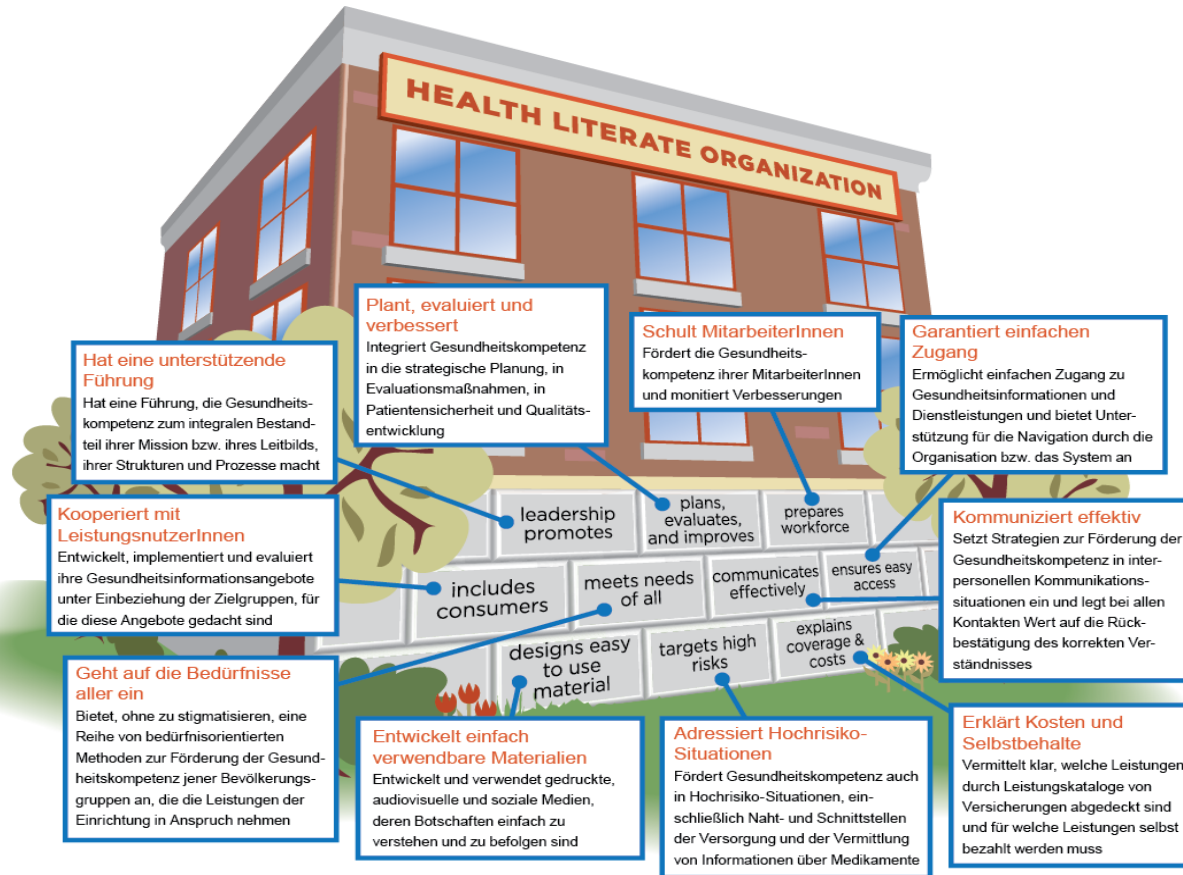 HEALTH LITERATE ORGANIZATION
Plant, evaluiert und
verbessert
Integriert Gesundheitskompetenz
in die strategische Planung, in
Evaluationsmaßnahmen, in
Patientensicherheit und Qualitäts-
entwicklung
Schult MitarbeiterInnen
Fördert die Gesundheits-
kompetenz ihrer MitarbeiterInnen
und monitiert Verbesserungen
Garantiert einfachen
Zugang
Ermöglicht einfachen Zugang zu
Gesundheitsinformationen und
Dienstleistungen und bietet Unter-
stützung für die Navigation durch die
Organisation bzw. das System an
Hat eine unterstützende
Führung
Hat eine Führung, die Gesundheits-
kompetenz zum integralen Bestand-
teil ihrer Mission bzw. ihres Leitbilds,
ihrer Strukturen und Prozesse macht
leadership
promotes
plans,
evaluates,
and improves
prepares
workforce
Kooperiert mit
LeistungsnutzerInnen
Entwickelt, implementiert und evaluiert
ihre Gesundheitsinformationsangebote
unter Einbeziehung der Zielgruppen, für
die diese Angebote gedacht sind
includes
consumers
meets needs
of all
communicates
effectively
ensures easy
access
Kommuniziert effektiv
Setzt Strategien zur Förderung der
Gesundheitskompetenz in inter-
personellen Kommunikations-
situationen ein und legt bei allen
Kontakten Wert auf die Rück-
bestätigung des korrekten Ver-
ständnisses
designs easy
to use
material
targets high
risks
explains
coverage &
costs
Geht auf die Bedürfnisse
aller ein
Bietet, ohne zu stigmatisieren, eine
Reihe von bedürfnisorientierten
Methoden zur Förderung der Gesund-
heitskompetenz jener Bevölkerungs-
gruppen an, die die Leistungen der
Einrichtung in Anspruch nehmen
Entwickelt einfach
verwendbare Materialien
Entwickelt und verwendet gedruckte,
audiovisuelle und soziale Medien,
deren Botschaften einfach zu
verstehen und zu befolgen sind
Adressiert Hochrisiko-
Situationen
Fördert Gesundheitskompetenz auch
in Hochrisiko-Situationen, ein-
schließlich Naht- und Schnittstellen
der Versorgung und der Vermittlung
von Informationen über Medikamente
Erklärt Kosten und
Selbstbehalte
Vermittelt klar, welche Leistungen
durch Leistungskataloge von
Versicherungen abgedeckt sind
und für welche Leistungen selbst
bezahlt werden muss